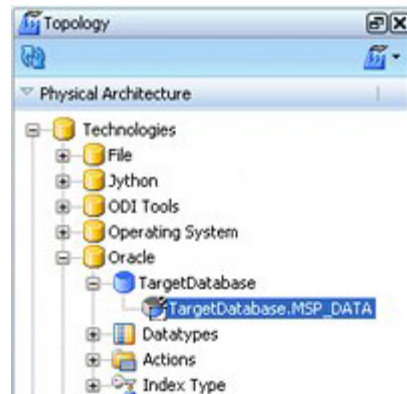 Topology
Physical Architecture
Technologies
File
Jython
ODI Tools
Operating System
Oracle
TargetDatabase
TargetDatabase.MSP_DATA
Datatypes
Actions
Index Type